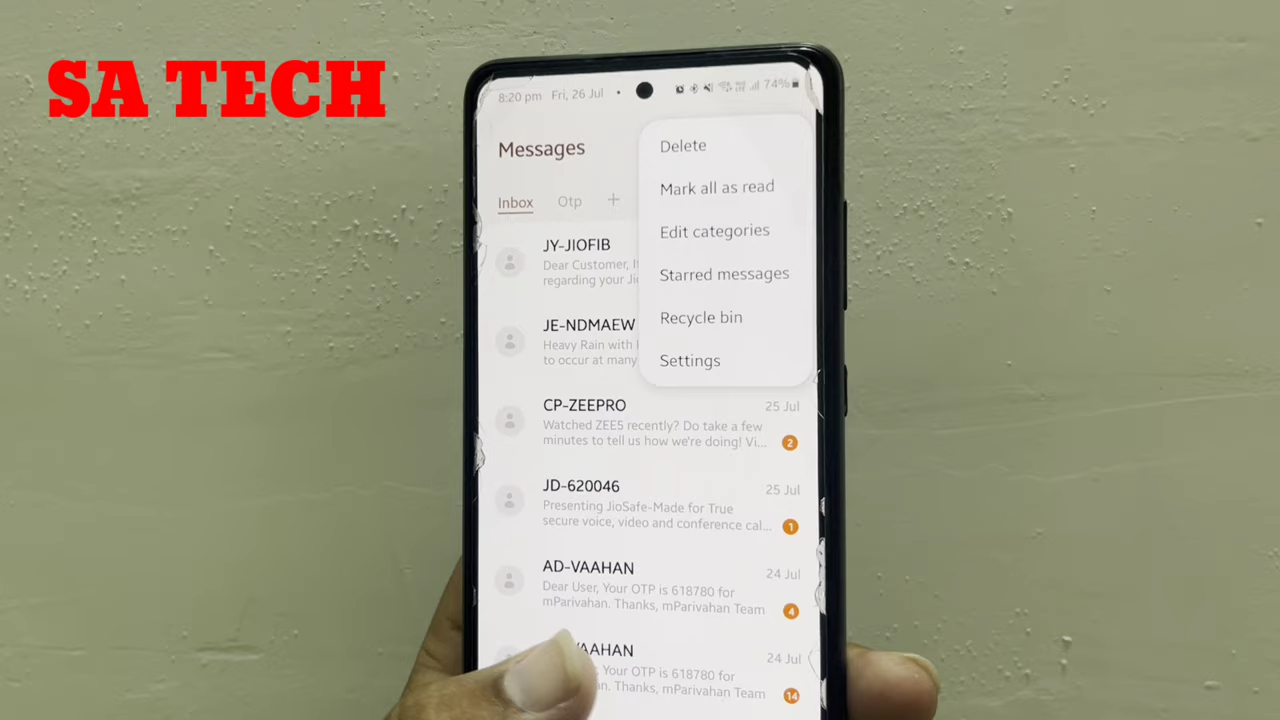 SA TECH
8:20 pm Fri, 26 Jul
74%
Messages
Inbox Otp +
Delete
Mark all as read
Edit categories
Starred messages
Recycle bin
Settings
JY-JIOFIB
Dear Customer,
regarding your
JE-NDMAEW
Heavy Rain with
to occur at many
CP-ZEEPRO 25 Jul
Watched ZEE5 recently? Do take a few
minutes to tell us how we're doing! Vi... 2
JD-620046 25 Jul
Presenting JioSafe-Made for True
secure voice, video and conference cal... 1
AD-VAAHAN 24 Jul
Dear User, Your OTP is 618780 for
mParivahan. Thanks, mParivahan Team 4
VAAHAN 24 Jul
Your OTP is 618780 for
Thanks, mParivahan Team 14